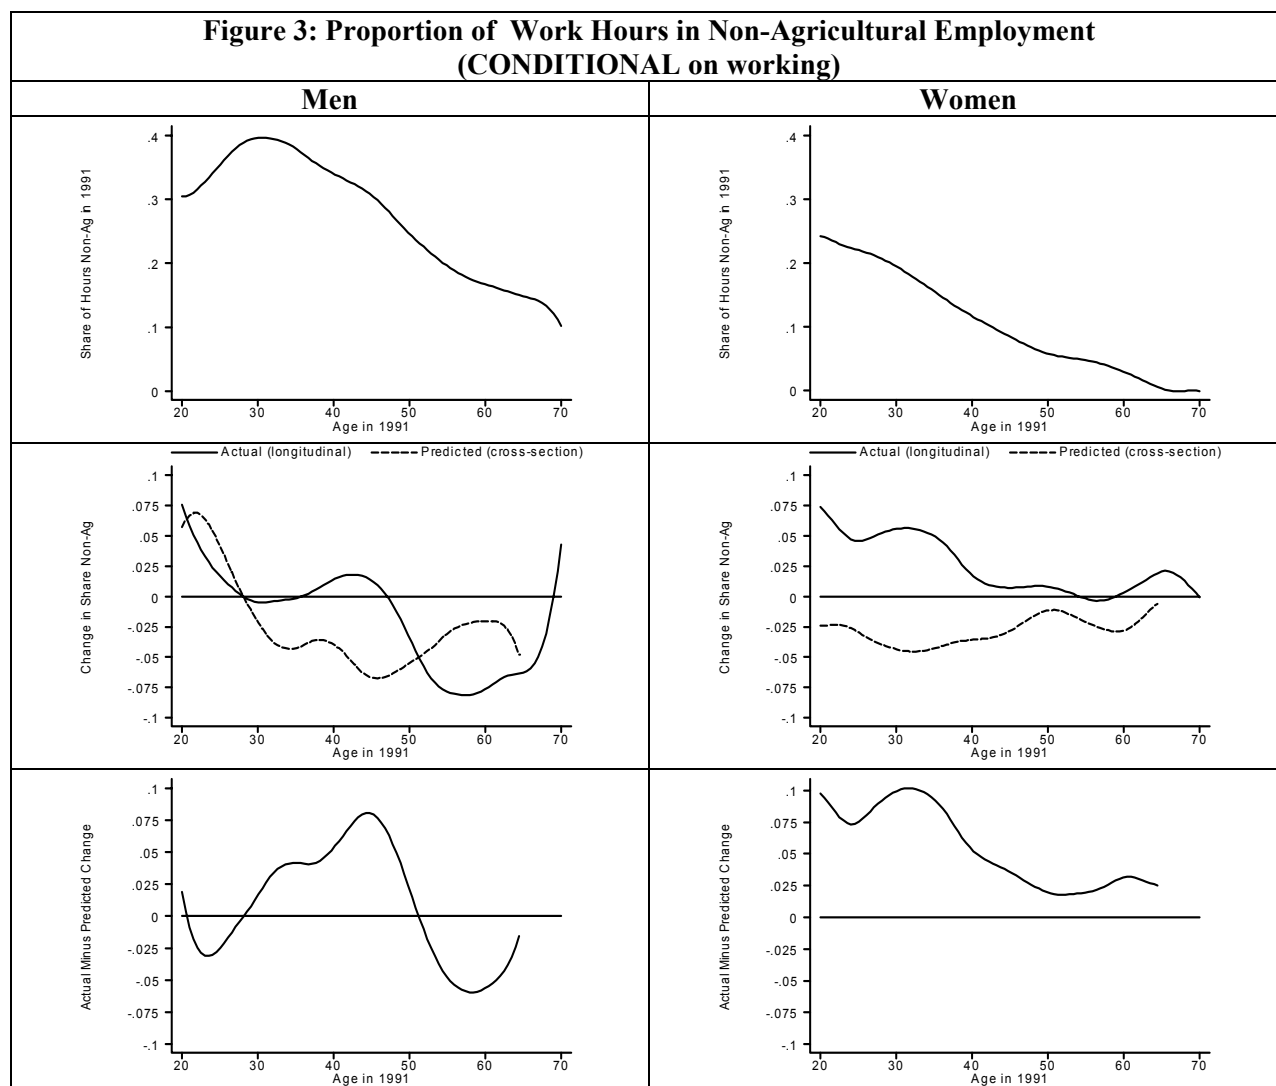 Figure 3: Proportion of Work Hours in Non-Agricultural Employment
(CONDITIONAL on working)
Men
Women
Share of Hours Non-Ag in 1991
.4
.3
.2
.1
0
20 30 40 50 60 70
Age in 1991
Share of Hours Non-Ag in 1991
.4
.3
.2
.1
0
20 30 40 50 60 70
Age in 1991
Actual (longitudinal) Predicted (cross-section)
Change in Share Non-Ag
.1
.075
.05
.025
0
-.025
-.05
-.075
-.1
20 30 40 50 60 70
Age in 1991
Actual (longitudinal) Predicted (cross-section)
Change in Share Non-Ag
.1
.075
.05
.025
0
-.025
-.05
-.075
-.1
20 30 40 50 60 70
Age in 1991
Actual Minus Predicted Change
.1
.075
.05
.025
0
-.025
-.05
-.075
-.1
20 30 40 50 60 70
Age in 1991
Actual Minus Predicted Change
.1
.075
.05
.025
0
-.025
-.05
-.075
-.1
20 30 40 50 60 70
Age in 1991